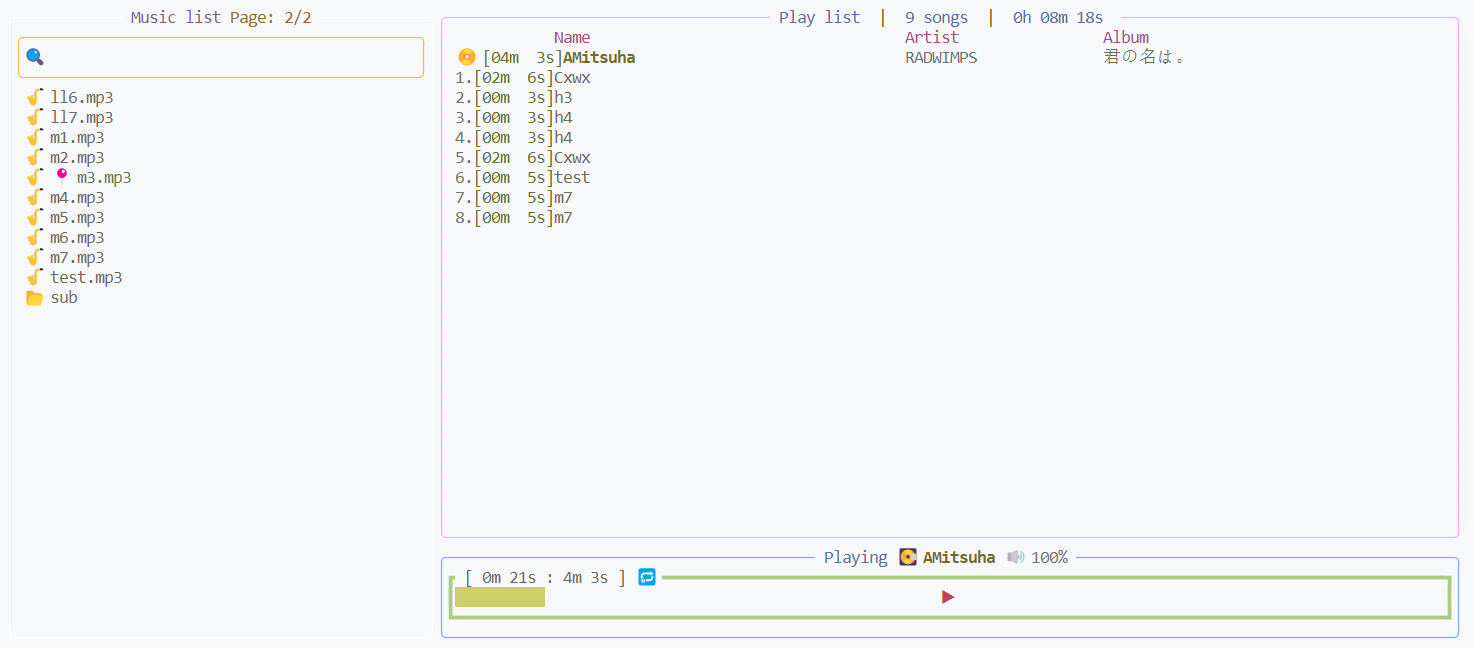 Music list Page: 2/2
ll6.mp3
ll7.mp3
m1.mp3
m2.mp3
m3.mp3
m4.mp3
m5.mp3
m6.mp3
m7.mp3
test.mp3
sub
Play list | 9 songs | 0h 08m 18s
Name Artist Album
[04m 3s]AMitsuha RADWIMPS 君の名は。
1.[02m 6s]Cxwx
2.[00m 3s]h3
3.[00m 3s]h4
4.[00m 3s]h4
5.[02m 6s]Cxwx
6.[00m 5s]test
7.[00m 5s]m7
8.[00m 5s]m7
Playing AMitsuha 100%
[ 0m 21s : 4m 3s ]